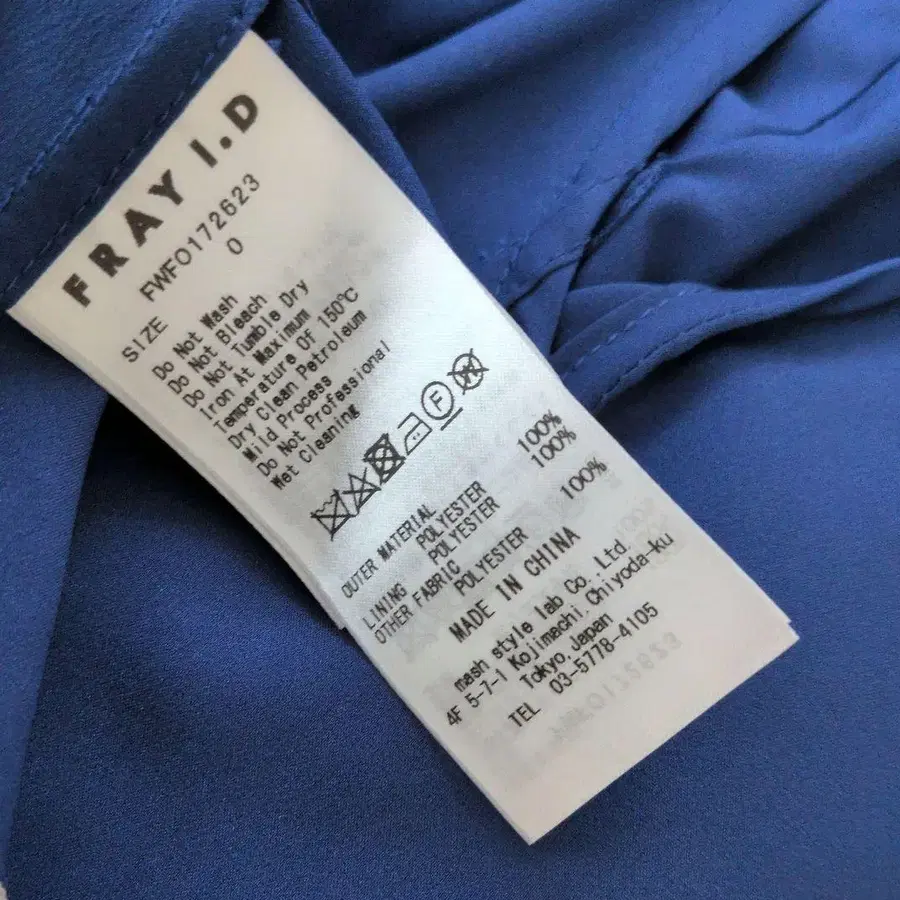 FRAY I.D
FWFO172623
SIZE 0
Do Not Wash
Do Not Bleach
Do Not Tumble Dry
Iron At Maximum
Temperature Of 150℃
Dry Clean Petroleum
Mild Process
Do Not Professional
Wet Cleaning
F
W
OUTER MATERIAL
POLYESTER 100%
LINING POLYESTER 100%
OTHER FABRIC
POLYESTER 100%
MADE IN CHINA
mash style lab Co. Ltd.
4F 5-7-1 Kojimachi,Chiyoda-ku
Tokyo,Japan
TEL 03-5778-4105